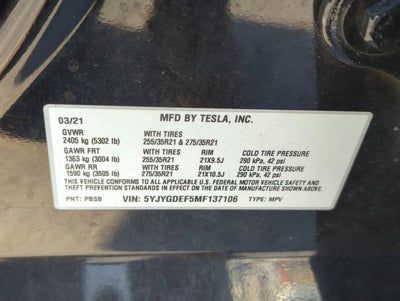 03/21 MFD BY TESLA, INC.
GVWR WITH TIRES
2405 kg (5302 lb) 255/35R21 & 275/35R21
GAWR FRT WITH TIRES RIM COLD TIRE PRESSURE
1363 kg (3004 lb) 255/35R21 21X9.5J 290 kPa, 42 psi
GAWR RR WITH TIRES RIM COLD TIRE PRESSURE
1590 kg (3505 lb) 275/35R21 21X10.5J 290 kPa, 42 psi
THIS VEHICLE CONFORMS TO ALL APPLICABLE U.S. FEDERAL MOTOR VEHICLE SAFETY
AND THEFT PREVENTION STANDARDS IN EFFECT ON THE DATE OF MANUFACTURE SHOWN ABOVE.
PNT: PBSB VIN: 5YJYGDEF5MF137106 TYPE: MPV